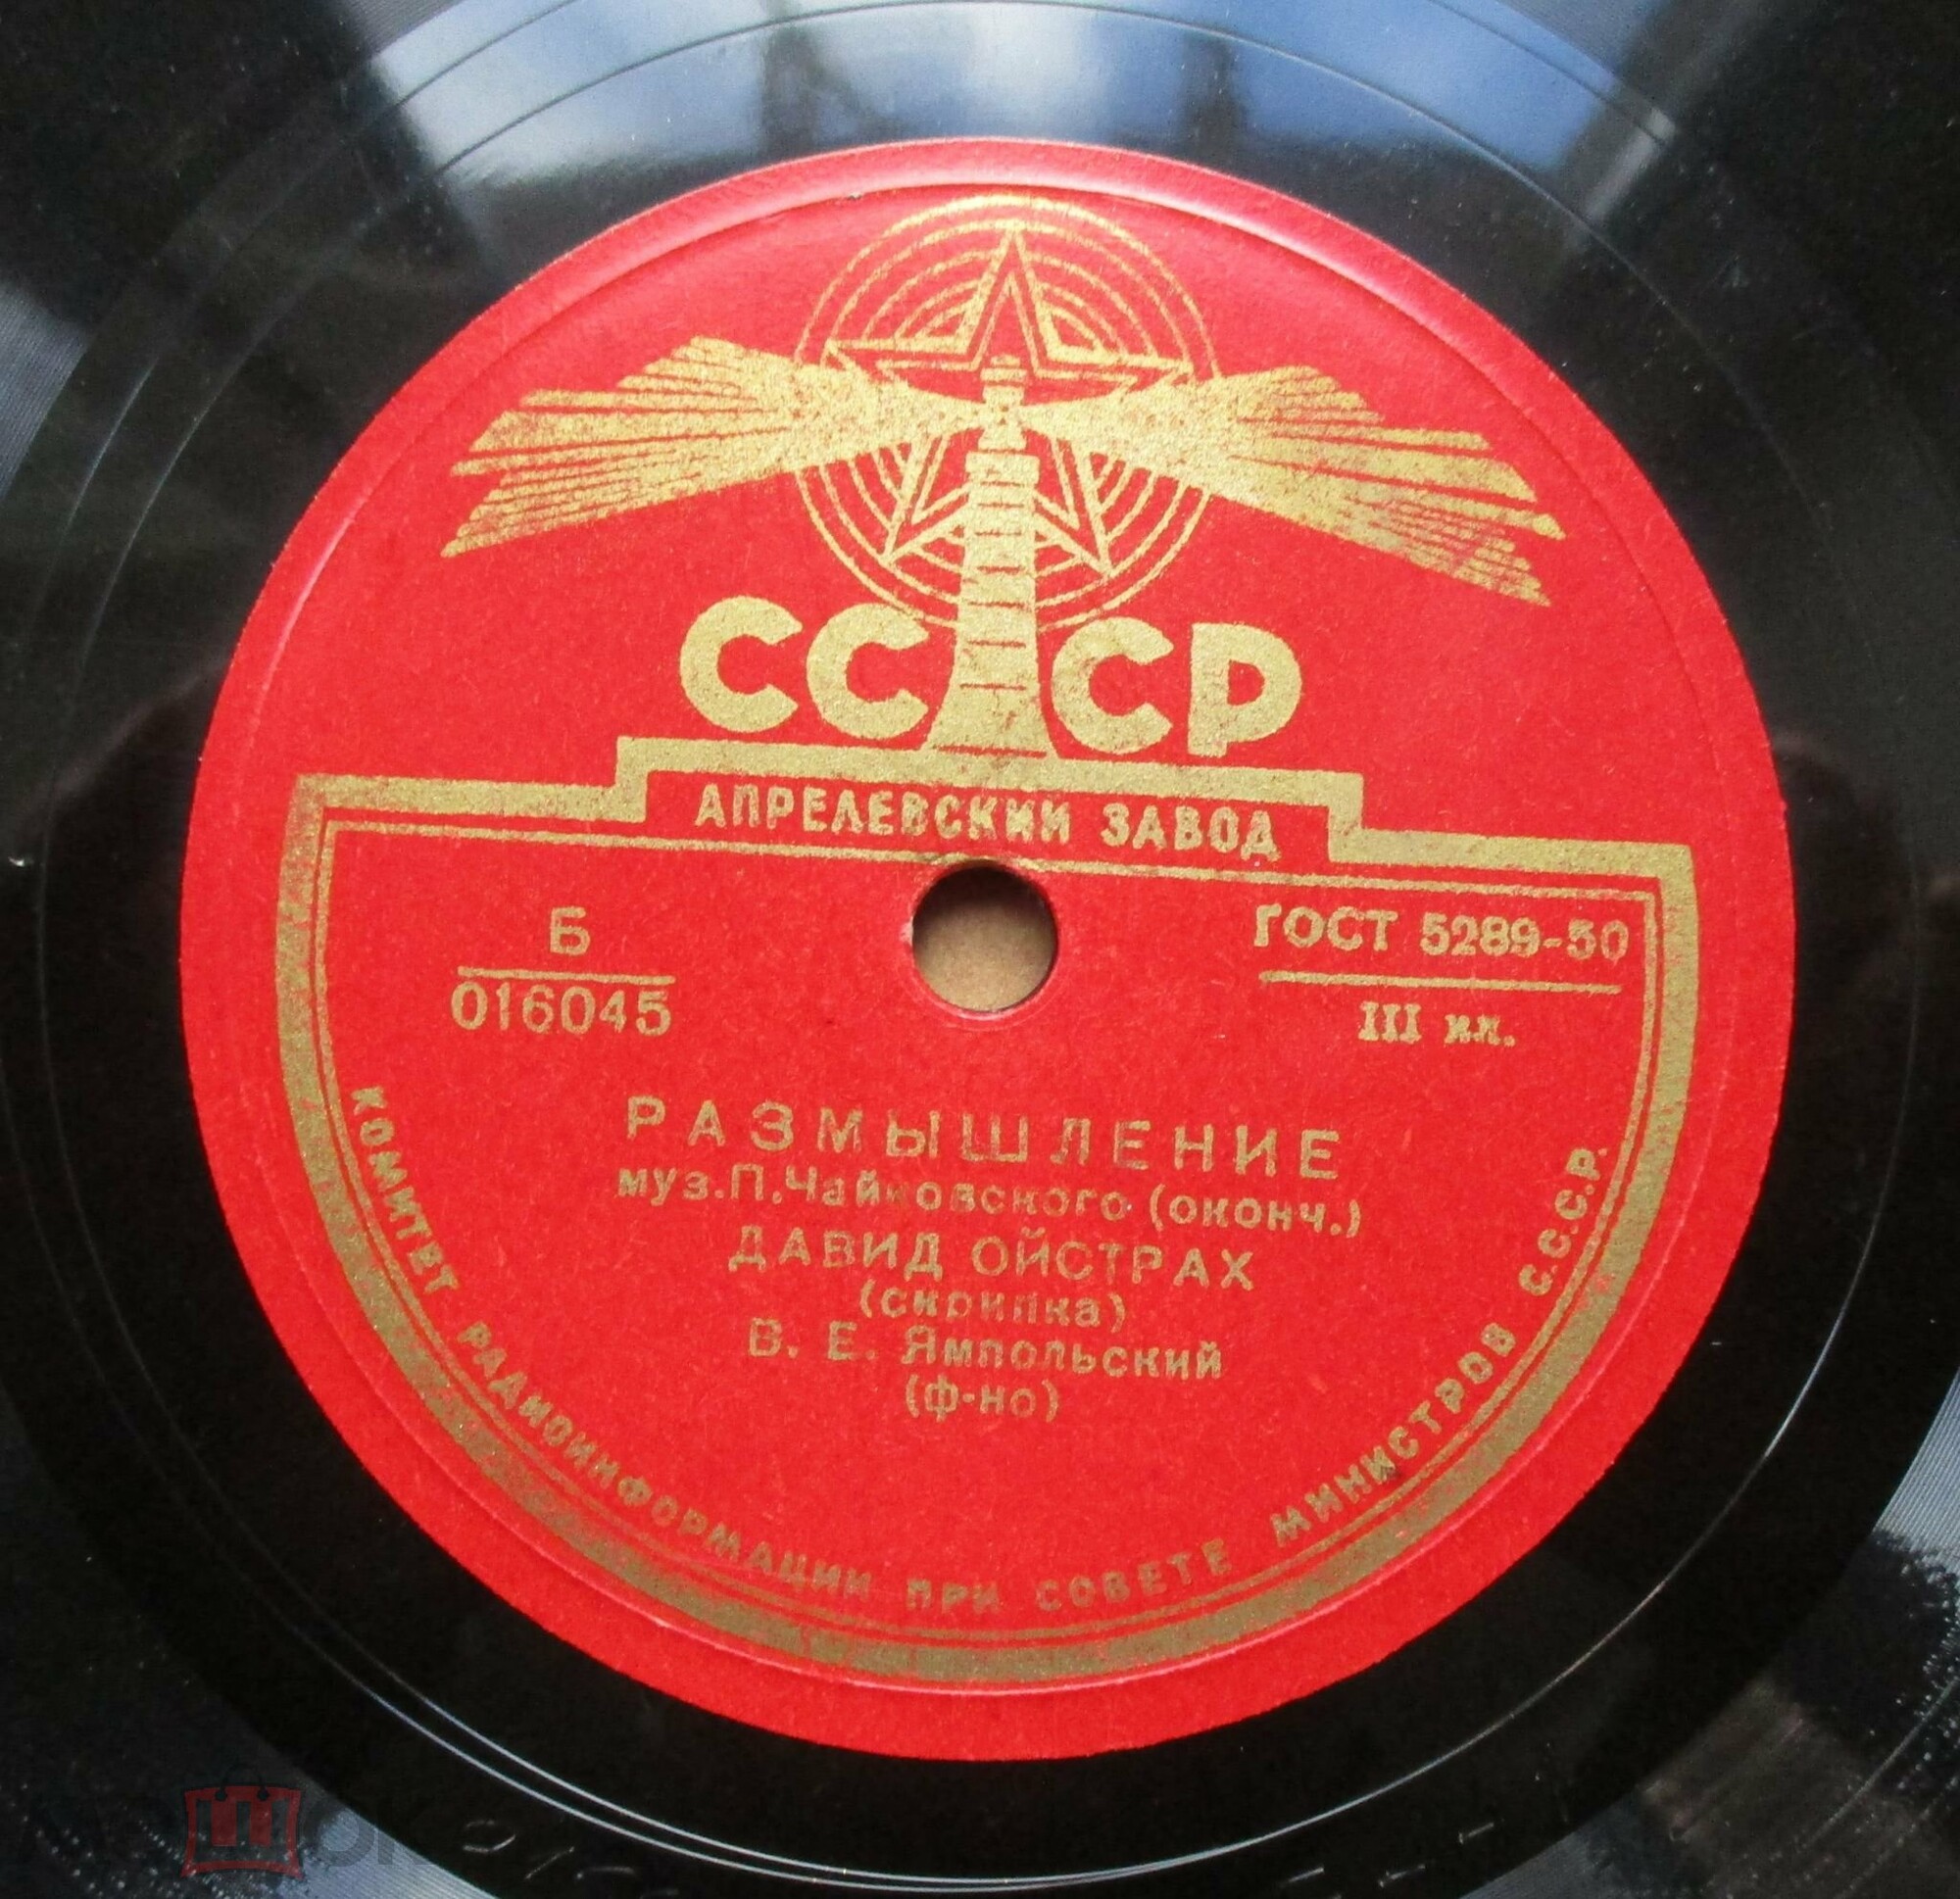 СССР
АПРЕЛЕВСКИЙ ЗАВОД
Б
016045
ГОСТ 5289-50
III кл.
РАЗМЫШЛЕНИЕ
муз.П.Чайковского (оконч.)
ДАВИД ОЙСТРАХ
(скрипка)
В. Е. Ямпольский
(ф-но)
КОМИТЕТ РАДИОИНФОРМАЦИИ ПРИ СОВЕТЕ МИНИСТРОВ С.С.С.Р.